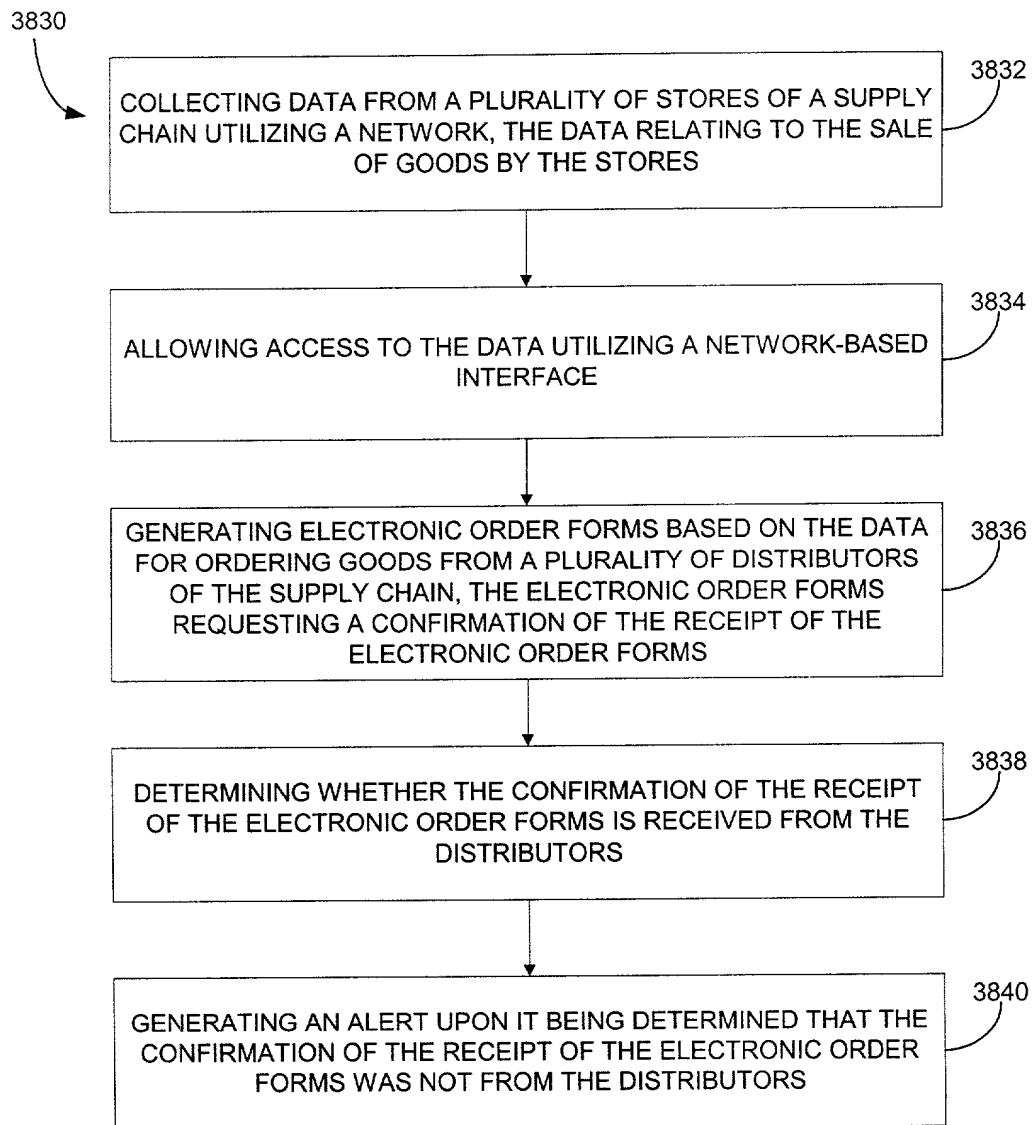 3830
3832
COLLECTING DATA FROM A PLURALITY OF STORES OF A SUPPLY
CHAIN UTILIZING A NETWORK, THE DATA RELATING TO THE SALE
OF GOODS BY THE STORES
3834
ALLOWING ACCESS TO THE DATA UTILIZING A NETWORK-BASED
INTERFACE
3836
GENERATING ELECTRONIC ORDER FORMS BASED ON THE DATA
FOR ORDERING GOODS FROM A PLURALITY OF DISTRIBUTORS
OF THE SUPPLY CHAIN, THE ELECTRONIC ORDER FORMS
REQUESTING A CONFIRMATION OF THE RECEIPT OF THE
ELECTRONIC ORDER FORMS
3838
DETERMINING WHETHER THE CONFIRMATION OF THE RECEIPT
OF THE ELECTRONIC ORDER FORMS IS RECEIVED FROM THE
DISTRIBUTORS
3840
GENERATING AN ALERT UPON IT BEING DETERMINED THAT THE
CONFIRMATION OF THE RECEIPT OF THE ELECTRONIC ORDER
FORMS WAS NOT FROM THE DISTRIBUTORS